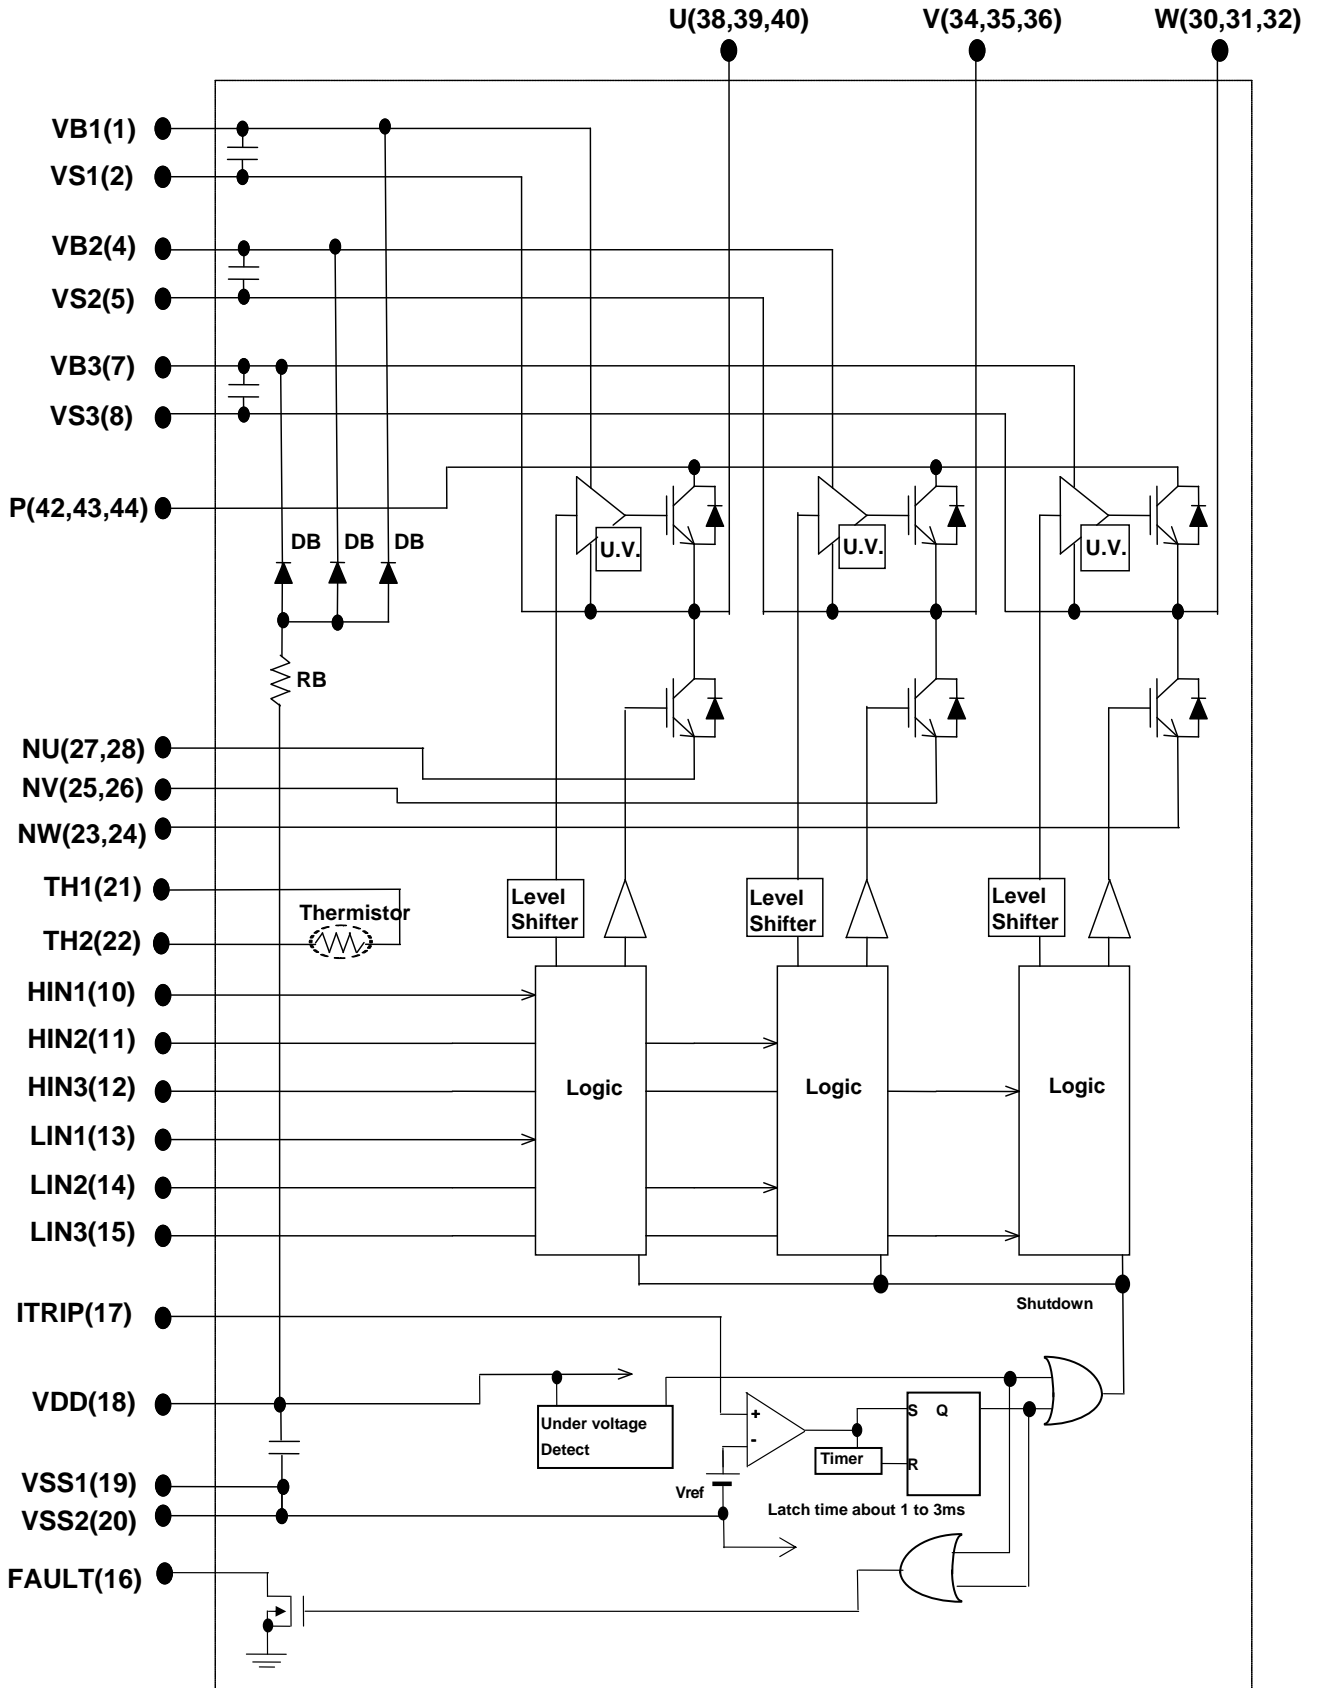 U(38,39,40)
V(34,35,36)
W(30,31,32)
VB1(1)
VS1(2)
VB2(4)
VS2(5)
VB3(7)
VS3(8)
P(42,43,44)
DB
DB
DB
U.V.
U.V.
U.V.
RB
NU(27,28)
NV(25,26)
NW(23,24)
TH1(21)
Thermistor
TH2(22)
Level
Shifter
Level
Shifter
Level
Shifter
HIN1(10)
HIN2(11)
HIN3(12)
Logic
Logic
Logic
LIN1(13)
LIN2(14)
LIN3(15)
Shutdown
ITRIP(17)
VDD(18)
Under voltage
Detect
+
-
S Q
Timer
R
Vref
VSS1(19)
Latch time about 1 to 3ms
VSS2(20)
FAULT(16)